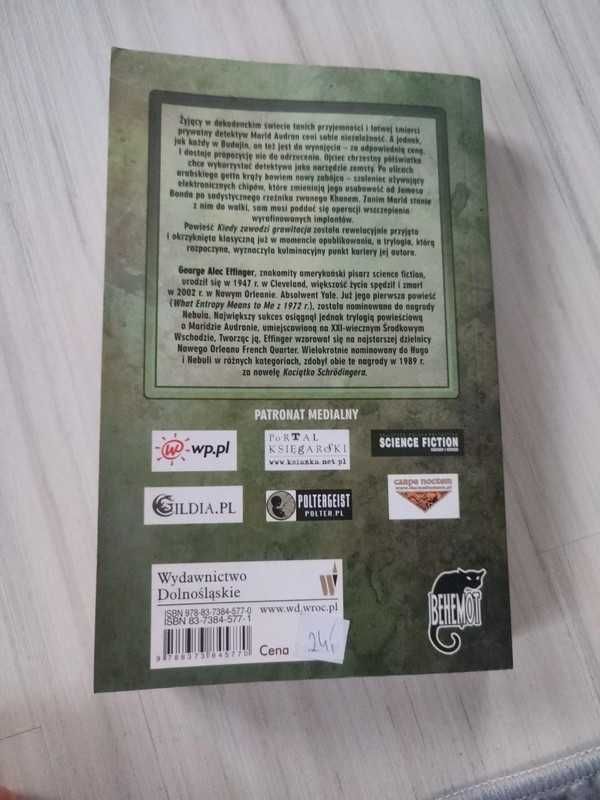 Żyjący w dekadenckim świecie tanich przyjemności i łatwej śmierci
prywatny detektyw Marid Audran ceni sobie niezależność. A jednak,
jak każdy w Budajin, on też jest do wynajęcia – za odpowiednią cenę.
I dostaje propozycję nie do odrzucenia. Ojciec chrzestny półświatka
chce wykorzystać detektywa jako narzędzie zemsty. Po ulicach
arabskiego getta krąży bowiem nowy zabójca – szaleniec używający
elektronicznych chipów, które zmieniają jego osobowość od Jamesa
Bonda po sadystycznego rzeźnika zwanego Khanem. Zanim Marid stanie
z nim do walki, sam musi poddać się operacji wszczepienia
wyrafinowanych implantów.
Powieść Kiedy zawodzi grawitacja została rewelacyjnie przyjęta
i okrzyknięta klasyczną już w momencie opublikowania, a trylogia, którą
rozpoczyna, wyznaczyła kulminacyjny punkt kariery jej autora.
George Alec Effinger, znakomity amerykański pisarz science fiction,
urodził się w 1947 r. w Cleveland, większość życia spędził i zmarł
w 2002 r. w Nowym Orleanie. Absolwent Yale. Już jego pierwsza powieść
(What Entropy Means to Me z 1972 r.), została nominowana do nagrody
Nebula. Największy sukces osiągnął jednak trylogią powieściową
o Maridzie Audranie, umiejscowioną na XXI-wiecznym Środkowym
Wschodzie. Tworząc ją, Effinger wzorował się na najstarszej dzielnicy
Nowego Orleanu French Quarter. Wielokrotnie nominowany do Hugo
i Nebuli w różnych kategoriach, zdobył obie te nagrody w 1989 r.
za nowelę Kociątko Schrödingera.
PATRONAT MEDIALNY
w -wp.pl
PORTAL
KSIĘGARSKI
www.ksiazka.net.pl
SCIENCE FICTION
GILDIA.PL
POLTERGEIST
POLTER.PL
carpe noctem
Wydawnictwo
Dolnośląskie
ISBN 978-83-7384-577-0
ISBN 83-7384-577-1
www.wd.wroc.pl
9 788373 845770
Cena
24,-
BEHEMOT